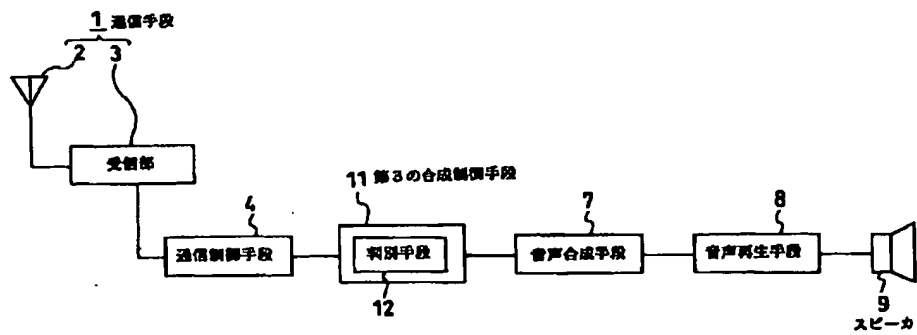 1 通信手段
2 3
受信部
11 第3の合成制御手段
4
7
8
通信制御手段
判別手段
音声合成手段
音声再生手段
12
9
スピーカ